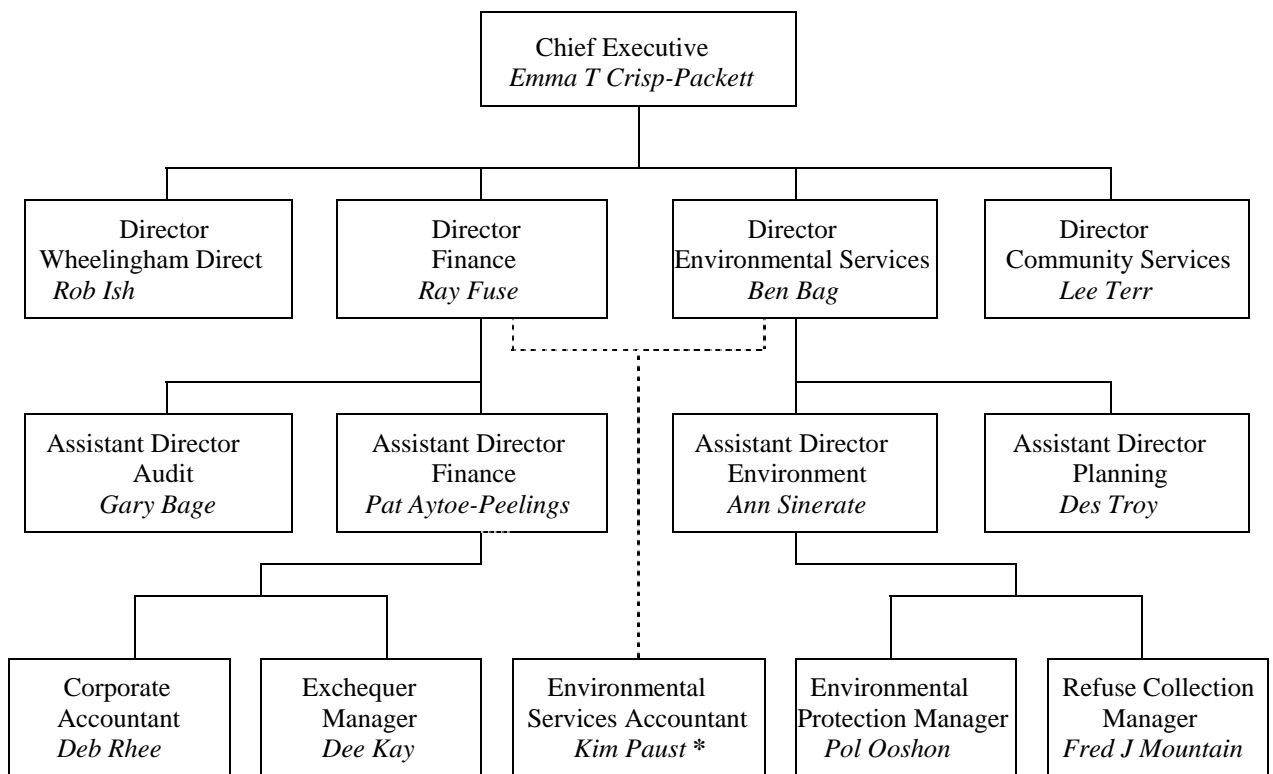 Chief Executive
Emma T Crisp-Packett
Director
Wheelingham Direct
Rob Ish
Director
Finance
Ray Fuse
Director
Environmental Services
Ben Bag
Director
Community Services
Lee Terr
Assistant Director
Audit
Gary Bage
Assistant Director
Finance
Pat Aytoe-Peelings
Assistant Director
Environment
Ann Sinerate
Assistant Director
Planning
Des Troy
Corporate
Accountant
Deb Rhee
Exchequer
Manager
Dee Kay
Environmental
Services Accountant
Kim Paust *
Environmental
Protection Manager
Pol Ooshon
Refuse Collection
Manager
Fred J Mountain